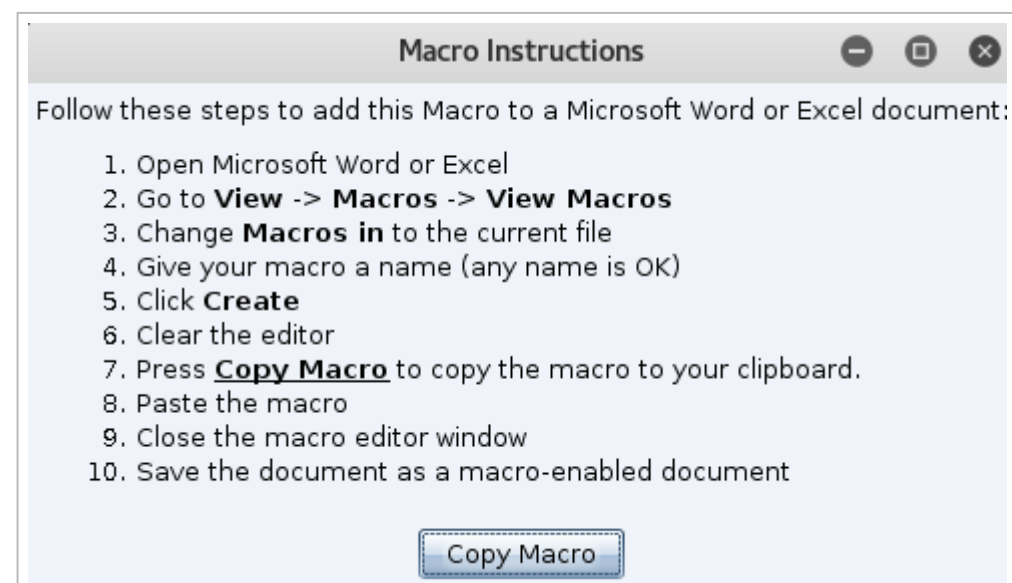 Macro Instructions
Follow these steps to add this Macro to a Microsoft Word or Excel document:
1. Open Microsoft Word or Excel
2. Go to View -> Macros -> View Macros
3. Change Macros in to the current file
4. Give your macro a name (any name is OK)
5. Click Create
6. Clear the editor
7. Press Copy Macro to copy the macro to your clipboard.
8. Paste the macro
9. Close the macro editor window
10. Save the document as a macro-enabled document
Copy Macro